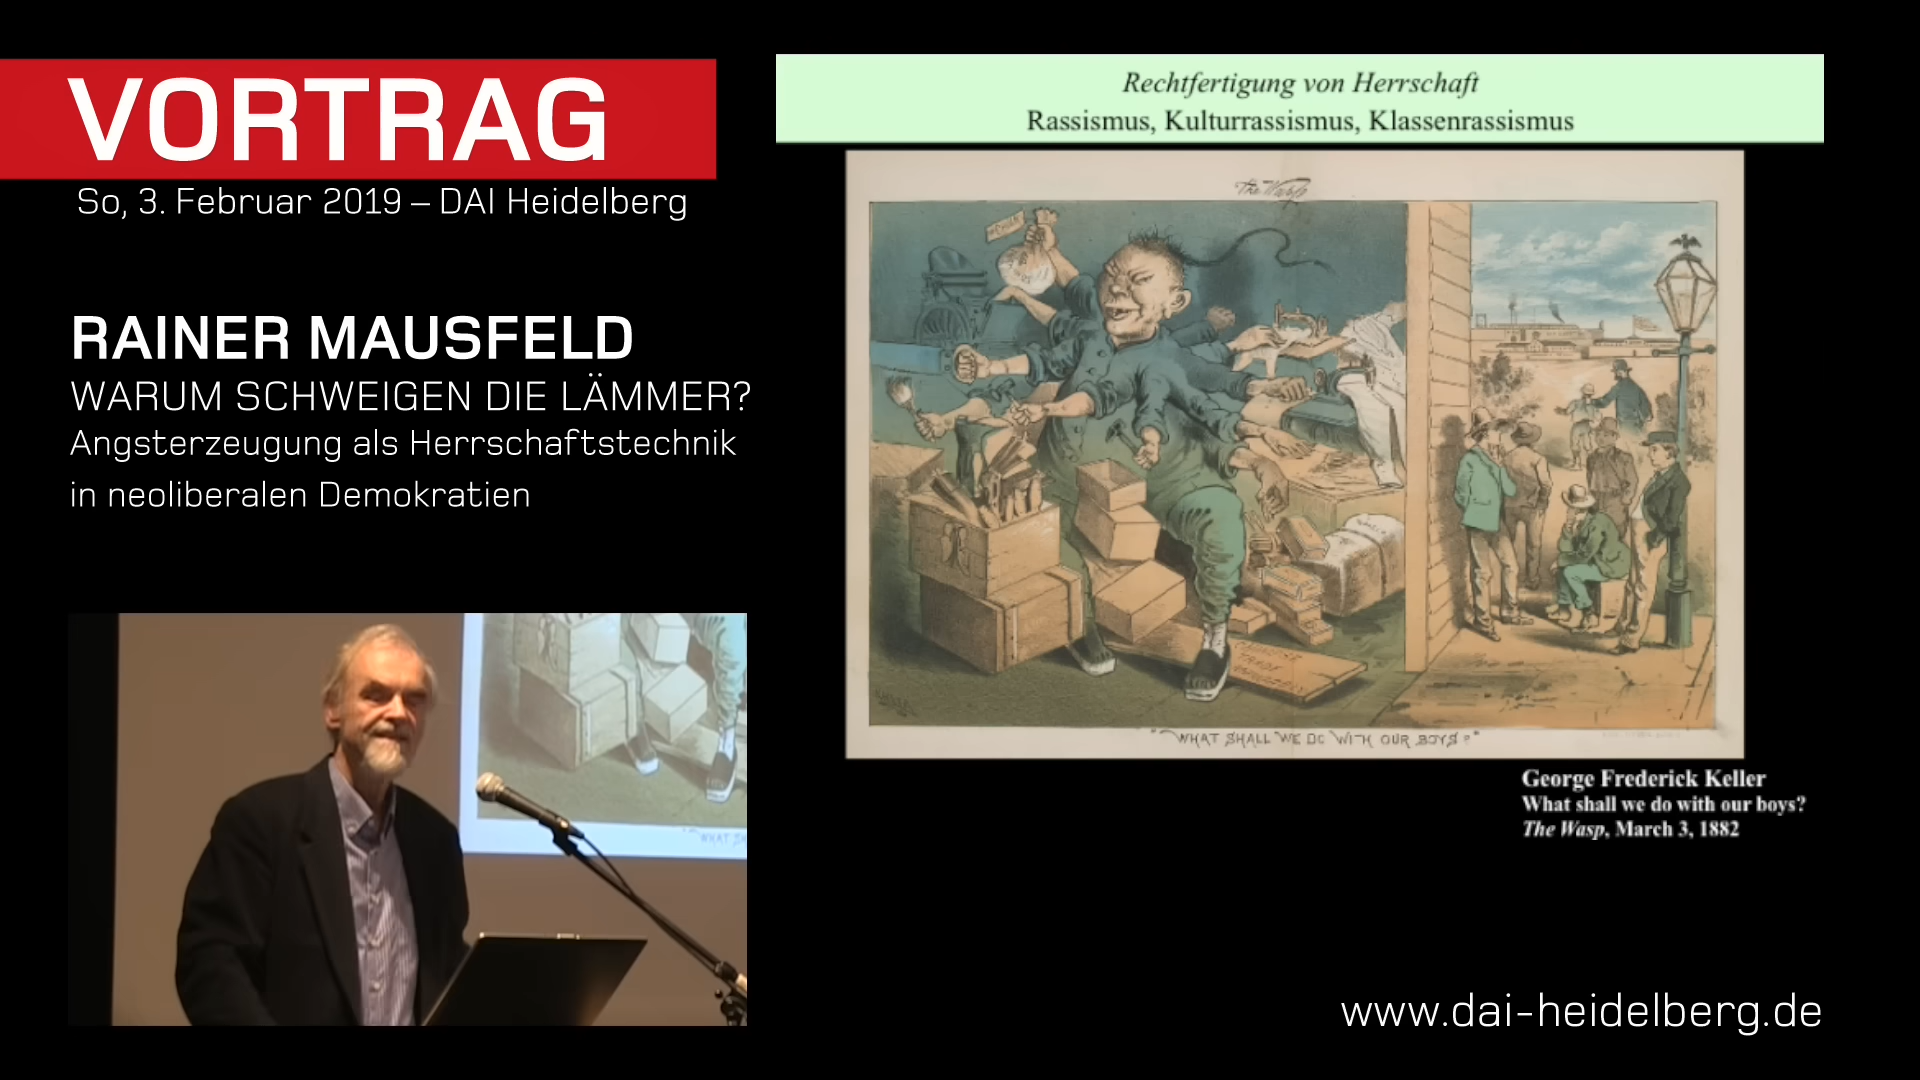 VORTRAG
So, 3. Februar 2019 – DAI Heidelberg
RAINER MAUSFELD
WARUM SCHWEIGEN DIE LÄMMER?
Angsterzeugung als Herrschaftstechnik
in neoliberalen Demokratien
Rechtfertigung von Herrschaft
Rassismus, Kulturrassismus, Klassenrassismus
The Wasp
"WHAT SHALL WE DO WITH OUR BOYS?"
George Frederick Keller
What shall we do with our boys?
The Wasp, March 3, 1882
www.dai-heidelberg.de